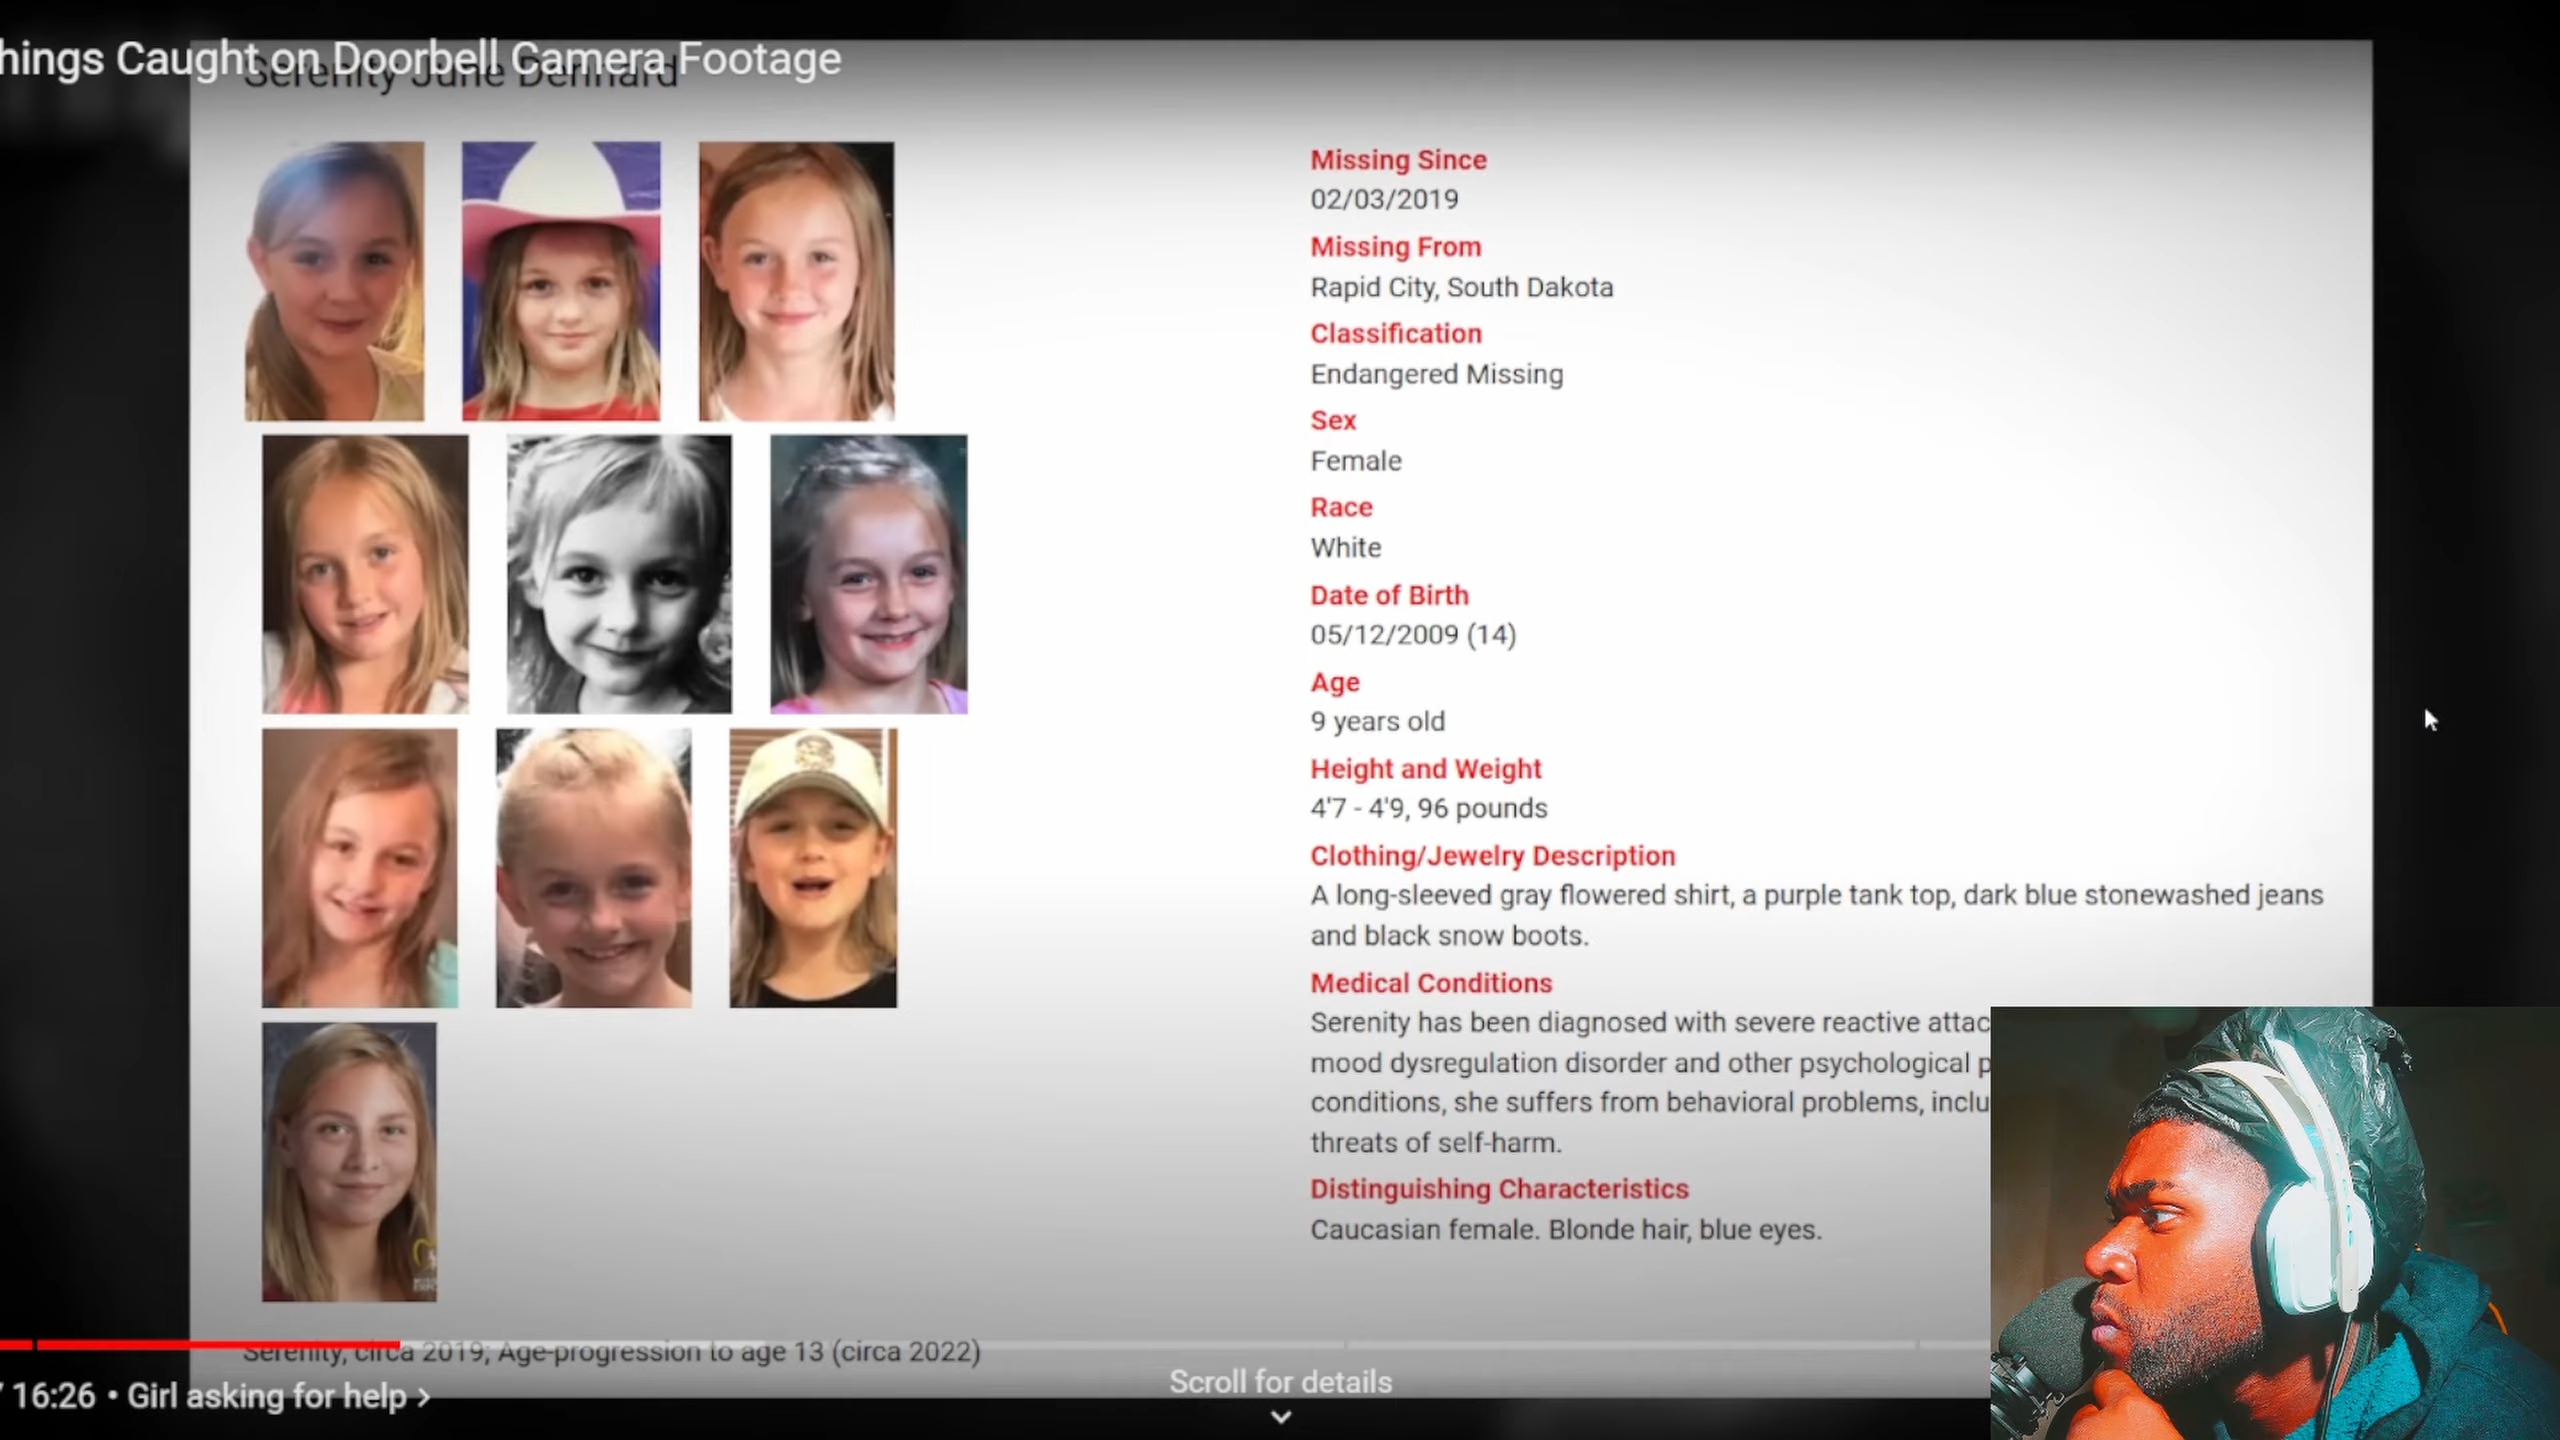 hings Caught on Doorbell Camera Footage
Serenity June Dennard
Missing Since
02/03/2019
Missing From
Rapid City, South Dakota
Classification
Endangered Missing
Sex
Female
Race
White
Date of Birth
05/12/2009 (14)
Age
9 years old
Height and Weight
4'7 - 4'9, 96 pounds
Clothing/Jewelry Description
A long-sleeved gray flowered shirt, a purple tank top, dark blue stonewashed jeans
and black snow boots.
Medical Conditions
Serenity has been diagnosed with severe reactive attac
mood dysregulation disorder and other psychological p
conditions, she suffers from behavioral problems, inclu
threats of self-harm.
Distinguishing Characteristics
Caucasian female. Blonde hair, blue eyes.
Serenity, circa 2019; Age-progression to age 13 (circa 2022)
Scroll for details
/ 16:26 • Girl asking for help >